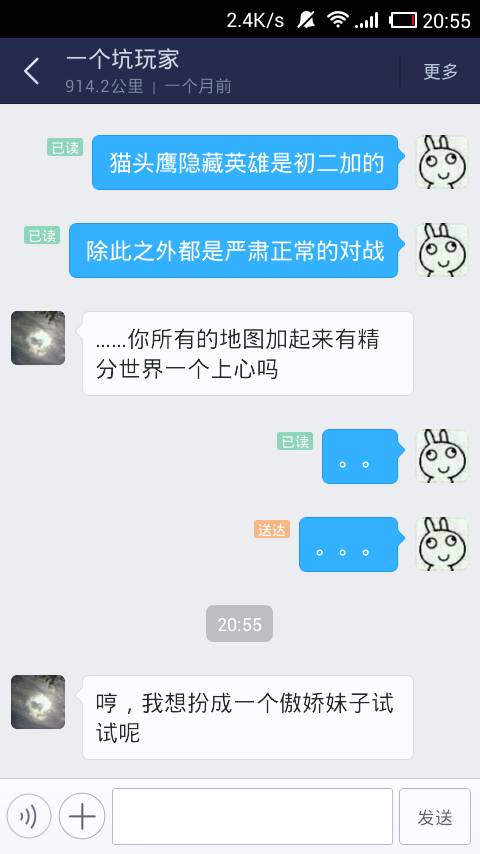 2.4K/s 20:55
一个坑玩家
914.2公里 | 一个月前
更多
已读
猫头鹰隐藏英雄是初二加的
已读
除此之外都是严肃正常的对战
……你所有的地图加起来有精
分世界一个上心吗
已读
。。
送达
。。。
20:55
哼，我想扮成一个傲娇妹子试
试呢
发送